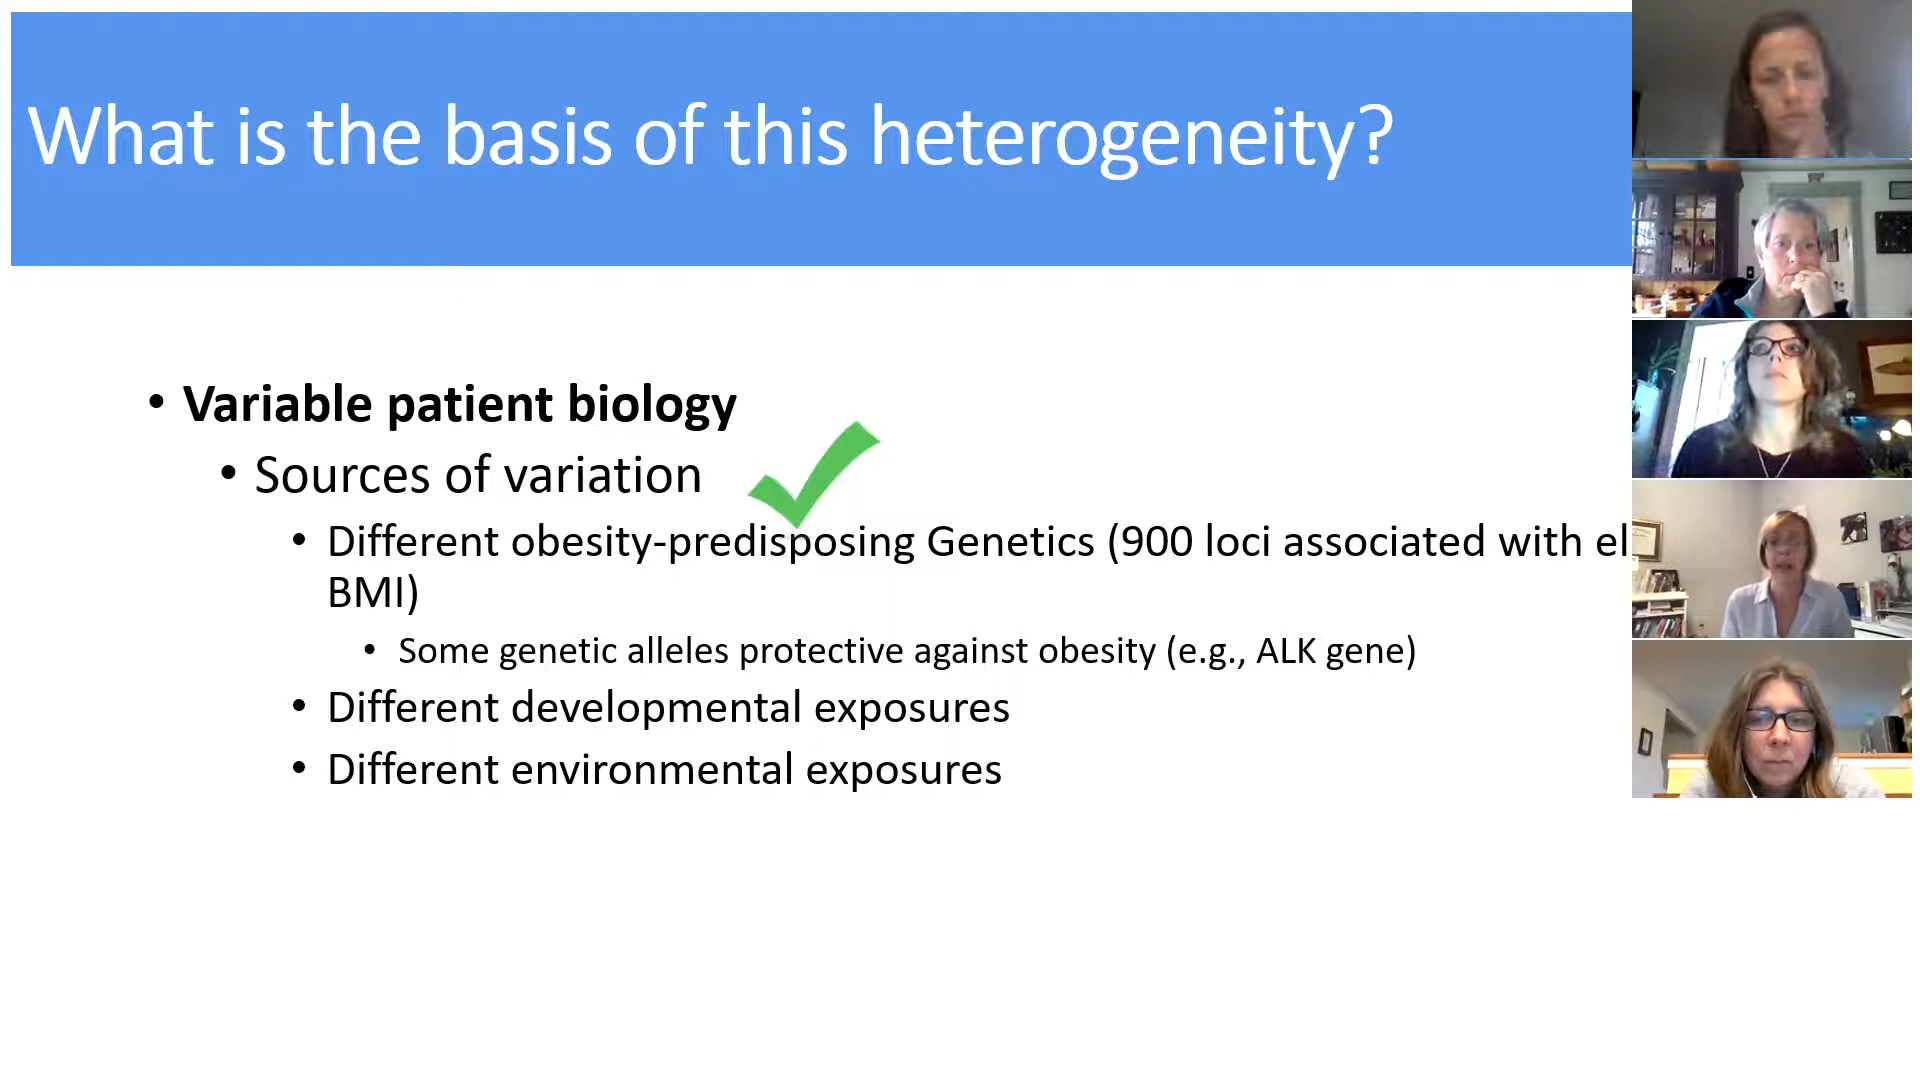 What is the basis of this heterogeneity?
• Variable patient biology
• Sources of variation
• Different obesity-predisposing Genetics (900 loci associated with el
BMI)
• Some genetic alleles protective against obesity (e.g., ALK gene)
• Different developmental exposures
• Different environmental exposures